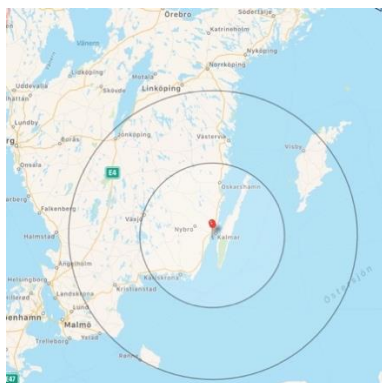 Örebro
Södertälje
Katrineholm
Vänern
Nyköping
Norrköping
Lidköping
Motala
Linköping
Uddevalla
Skövde
Lundby
Borås
Jönköping
Västervik
Visby
Onsala
E4
Oskarshamn
Falkenberg
Växjö
Nybro
Kalmar
Halmstad
Karlskrona
Ängelholm
Östersjön
Helsingborg
Kristianstad
Landskrona
Lund
Malmö
Ystad
Trelleborg
Rønne
E47